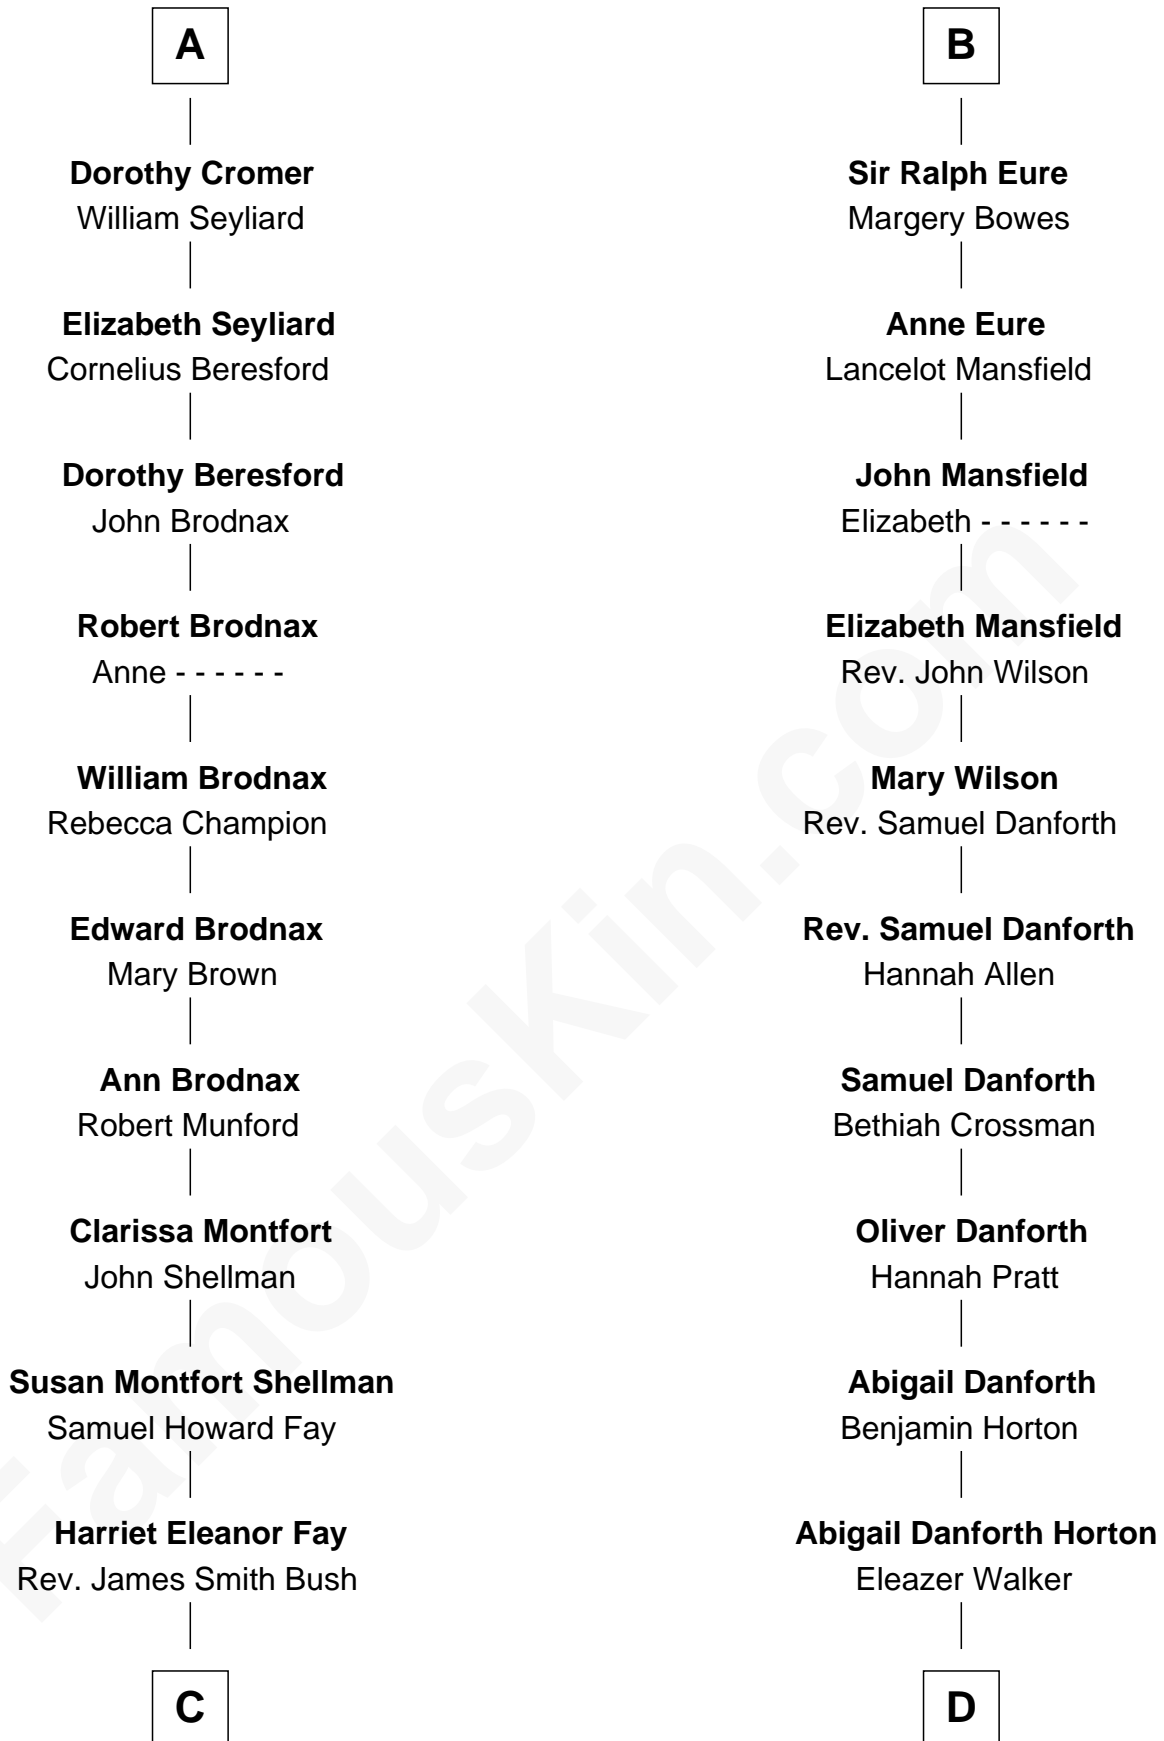 A
Dorothy Cromer
William Seyliard
Elizabeth Seyliard
Cornelius Beresford
Dorothy Beresford
John Brodnax
Robert Brodnax
Anne - - - - - -
William Brodnax
Rebecca Champion
Edward Brodnax
Mary Brown
Ann Brodnax
Robert Munford
Clarissa Montfort
John Shellman
Susan Montfort Shellman
Samuel Howard Fay
Harriet Eleanor Fay
Rev. James Smith Bush
C
B
Sir Ralph Eure
Margery Bowes
Anne Eure
Lancelot Mansfield
John Mansfield
Elizabeth - - - - - -
Elizabeth Mansfield
Rev. John Wilson
Mary Wilson
Rev. Samuel Danforth
Rev. Samuel Danforth
Hannah Allen
Samuel Danforth
Bethiah Crossman
Oliver Danforth
Hannah Pratt
Abigail Danforth
Benjamin Horton
Abigail Danforth Horton
Eleazer Walker
D
FamousKin.com